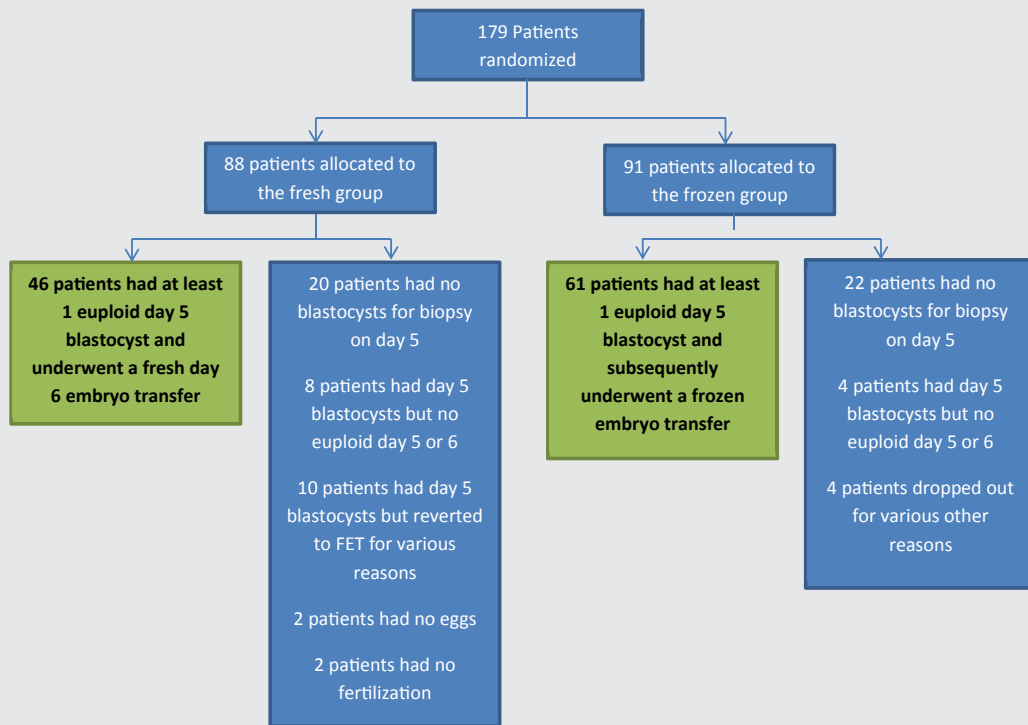 179 Patients
randomized
88 patients allocated to
the fresh group
91 patients allocated to
the frozen group
46 patients had at least
1 euploid day 5
blastocyst and
underwent a fresh day
6 embryo transfer
20 patients had no
blastocysts for biopsy
on day 5
8 patients had day 5
blastocysts but no
euploid day 5 or 6
10 patients had day 5
blastocysts but reverted
to FET for various
reasons
2 patients had no eggs
2 patients had no
fertilization
61 patients had at least
1 euploid day 5
blastocyst and
subsequently
underwent a frozen
embryo transfer
22 patients had no
blastocysts for biopsy
on day 5
4 patients had day 5
blastocysts but no
euploid day 5 or 6
4 patients dropped out
for various other
reasons